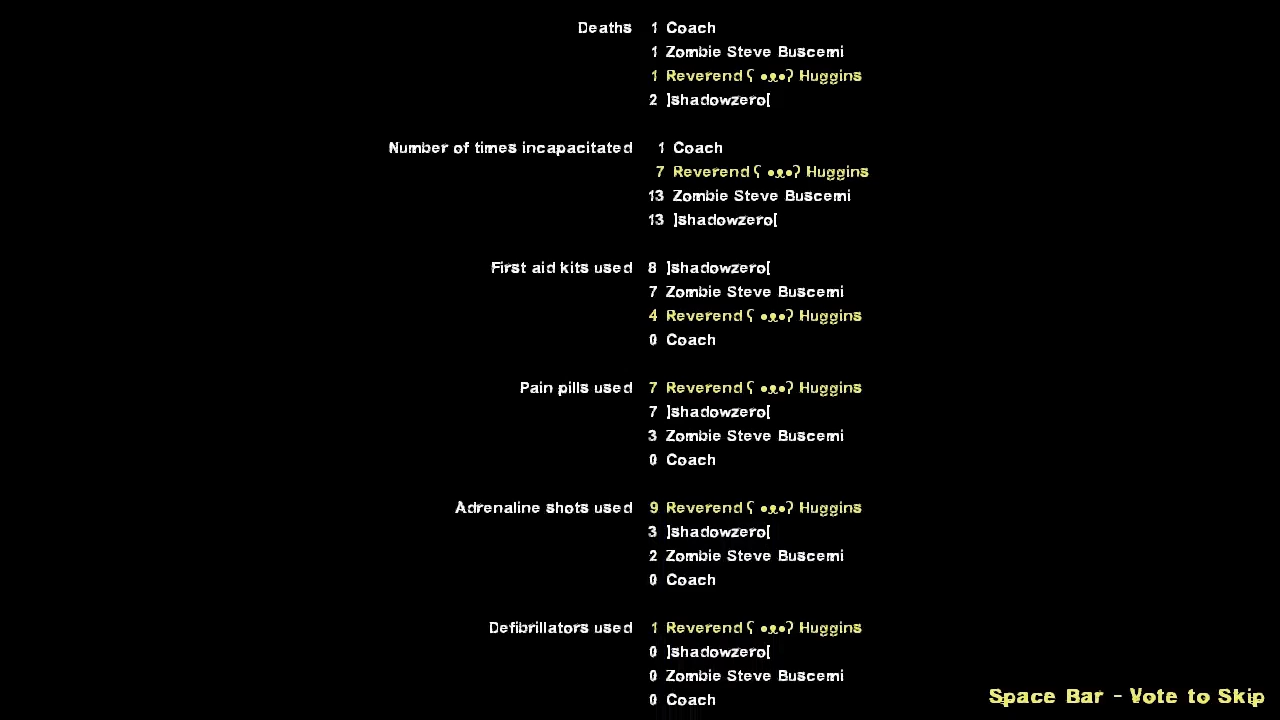 Deaths 1 Coach
1 Zombie Steve Buscemi
1 Reverend ʕ •ᴥ•ʔ Huggins
2 ]shadowzero[
Number of times incapacitated 1 Coach
7 Reverend ʕ •ᴥ•ʔ Huggins
13 Zombie Steve Buscemi
13 ]shadowzero[
First aid kits used 8 ]shadowzero[
7 Zombie Steve Buscemi
4 Reverend ʕ •ᴥ•ʔ Huggins
0 Coach
Pain pills used 7 Reverend ʕ •ᴥ•ʔ Huggins
7 ]shadowzero[
3 Zombie Steve Buscemi
0 Coach
Adrenaline shots used 9 Reverend ʕ •ᴥ•ʔ Huggins
3 ]shadowzero[
2 Zombie Steve Buscemi
0 Coach
Defibrillators used 1 Reverend ʕ •ᴥ•ʔ Huggins
0 ]shadowzero[
0 Zombie Steve Buscemi
0 Coach
Space Bar - Vote to Skip